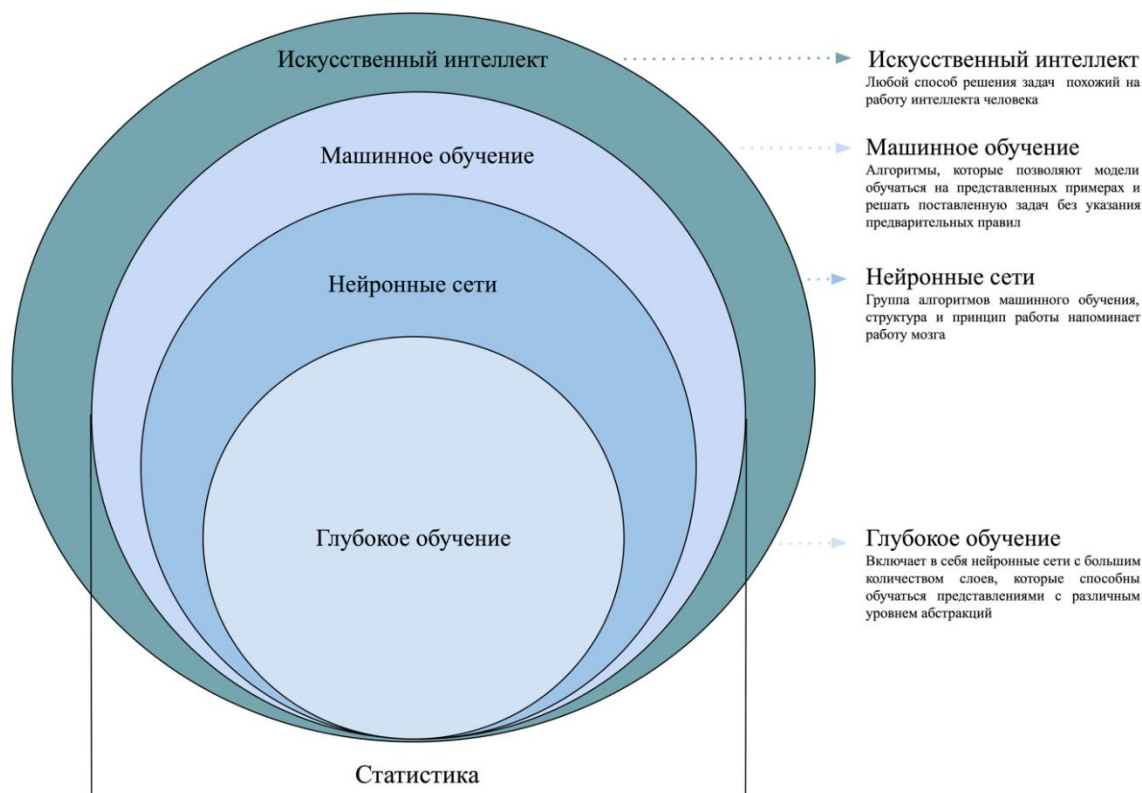 Искусственный интеллект
Машинное обучение
Нейронные сети
Глубокое обучение
Статистика
Искусственный интеллект
Любой способ решения задач похожий на
работу интеллекта человека
Машинное обучение
Алгоритмы, которые позволяют модели
обучаться на представленных примерах и
решать поставленную задач без указания
предварительных правил
Нейронные сети
Группа алгоритмов машинного обучения,
структура и принцип работы напоминает
работу мозга
Глубокое обучение
Включает в себя нейронные сети с большим
количеством слоев, которые способны
обучаться представлениями с различным
уровнем абстракций